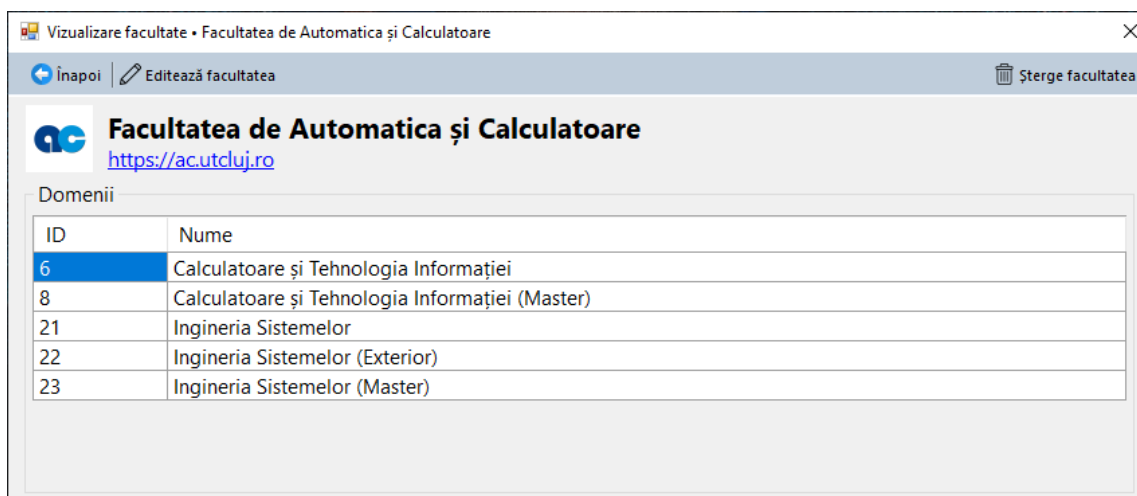 Vizualizare facultate • Facultatea de Automatica și Calculatoare
Înapoi Editează facultatea Șterge facultatea
ac Facultatea de Automatica și Calculatoare
https://ac.utcluj.ro
Domenii
ID Nume
6 Calculatoare și Tehnologia Informației
8 Calculatoare și Tehnologia Informației (Master)
21 Ingineria Sistemelor
22 Ingineria Sistemelor (Exterior)
23 Ingineria Sistemelor (Master)